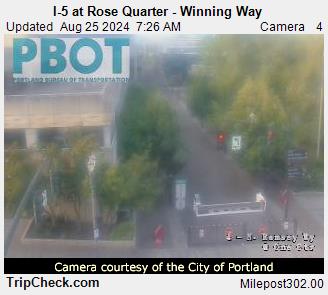 I-5 at Rose Quarter - Winning Way
Updated Aug 25 2024 7:26 AM Camera 4
PBOT
PORTLAND BUREAU OF TRANSPORTATION
Camera courtesy of the City of Portland
TripCheck.com Milepost302.00